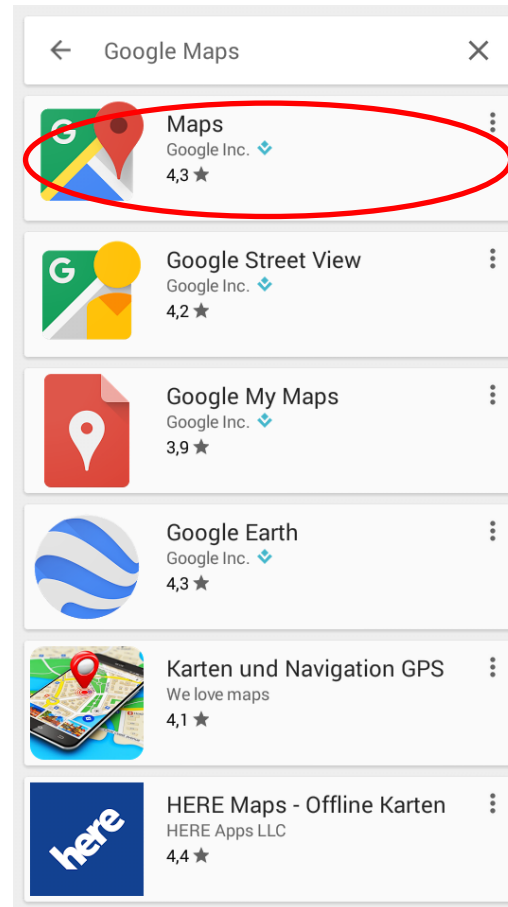 Google Maps
G
Maps
Google Inc.
4,3 ★
G
Google Street View
Google Inc.
4,2 ★
Google My Maps
Google Inc.
3,9 ★
Google Earth
Google Inc.
4,3 ★
Karten und Navigation GPS
We love maps
4,1 ★
here
HERE Maps - Offline Karten
HERE Apps LLC
4,4 ★